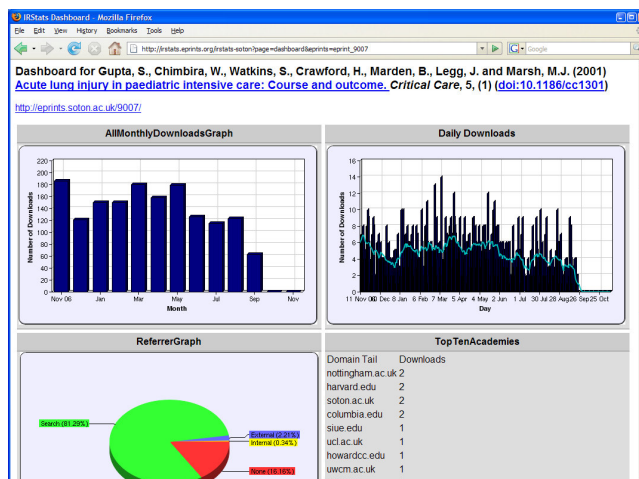 IRStats Dashboard - Mozilla Firefox
File Edit View History Bookmarks Tools Help
http://irstats.eprints.org/irstats-soton?page=dashboard&eprints=eprint_9007
Google
Dashboard for Gupta, S., Chimbira, W., Watkins, S., Crawford, H., Marden, B., Legg, J. and Marsh, M.J. (2001)
Acute lung injury in paediatric intensive care: Course and outcome. Critical Care, 5, (1) (doi:10.1186/cc1301)
http://eprints.soton.ac.uk/9007/
AllMonthlyDownloadsGraph
Number of Downloads
220
200
180
160
140
120
100
80
60
40
20
0
Nov 06 Jan Mar May Jul Sep Nov
Month
Daily Downloads
Number of Downloads
16
14
12
10
8
6
4
2
0
11 Nov 06 10 Dec 8 Jan 6 Feb 7 Mar 5 Apr 4 May 2 Jun 1 Jul 30 Jul 28 Aug 26 Sep 25 Oct
Day
ReferrerGraph
Search (81.29%)
External (2.21%)
Internal (0.34%)
None (16.16%)
TopTenAcademies
Domain Tail Downloads
nottingham.ac.uk 2
harvard.edu 2
soton.ac.uk 2
columbia.edu 2
siue.edu 1
ucl.ac.uk 1
howardcc.edu 1
uwcm.ac.uk 1